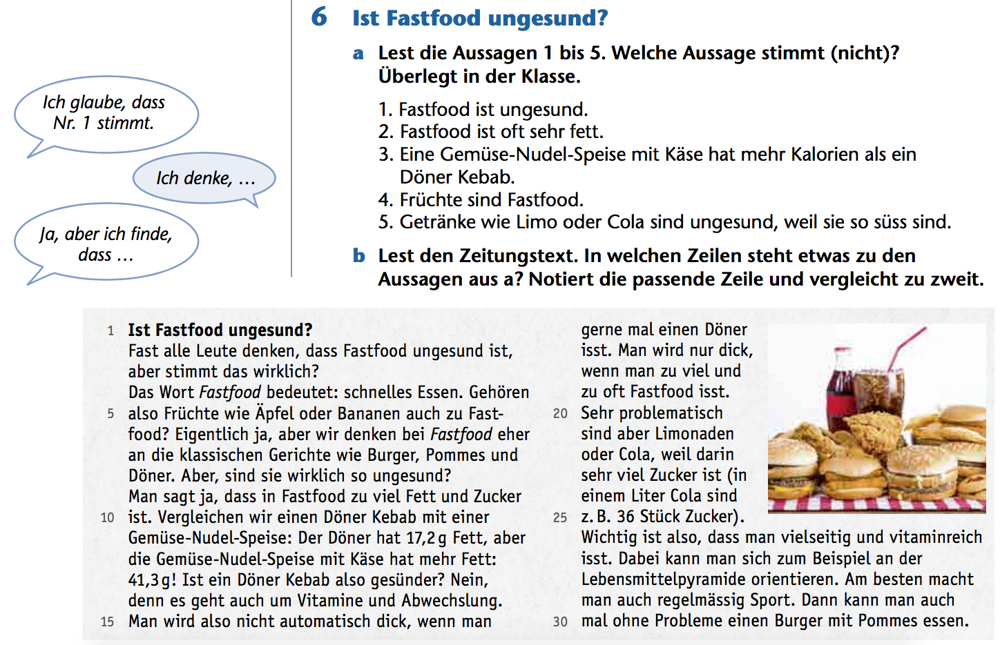 6 Ist Fastfood ungesund?
a Lest die Aussagen 1 bis 5. Welche Aussage stimmt (nicht)?
Überlegt in der Klasse.
Ich glaube, dass
Nr. 1 stimmt.
Ich denke, …
Ja, aber ich finde,
dass …
1. Fastfood ist ungesund.
2. Fastfood ist oft sehr fett.
3. Eine Gemüse-Nudel-Speise mit Käse hat mehr Kalorien als ein
Döner Kebab.
4. Früchte sind Fastfood.
5. Getränke wie Limo oder Cola sind ungesund, weil sie so süss sind.
b Lest den Zeitungstext. In welchen Zeilen steht etwas zu den
Aussagen aus a? Notiert die passende Zeile und vergleicht zu zweit.
1 Ist Fastfood ungesund?
Fast alle Leute denken, dass Fastfood ungesund ist,
aber stimmt das wirklich?
Das Wort Fastfood bedeutet: schnelles Essen. Gehören
5 also Früchte wie Äpfel oder Bananen auch zu Fast-
food? Eigentlich ja, aber wir denken bei Fastfood eher
an die klassischen Gerichte wie Burger, Pommes und
Döner. Aber, sind sie wirklich so ungesund?
Man sagt ja, dass in Fastfood zu viel Fett und Zucker
10 ist. Vergleichen wir einen Döner Kebab mit einer
Gemüse-Nudel-Speise: Der Döner hat 17,2 g Fett, aber
die Gemüse-Nudel-Speise mit Käse hat mehr Fett:
41,3 g! Ist ein Döner Kebab also gesünder? Nein,
denn es geht auch um Vitamine und Abwechslung.
15 Man wird also nicht automatisch dick, wenn man
gerne mal einen Döner
isst. Man wird nur dick,
wenn man zu viel und
zu oft Fastfood isst.
20 Sehr problematisch
sind aber Limonaden
oder Cola, weil darin
sehr viel Zucker ist (in
einem Liter Cola sind
25 z. B. 36 Stück Zucker).
Wichtig ist also, dass man vielseitig und vitaminreich
isst. Dabei kann man sich zum Beispiel an der
Lebensmittelpyramide orientieren. Am besten macht
man auch regelmässig Sport. Dann kann man auch
30 mal ohne Probleme einen Burger mit Pommes essen.